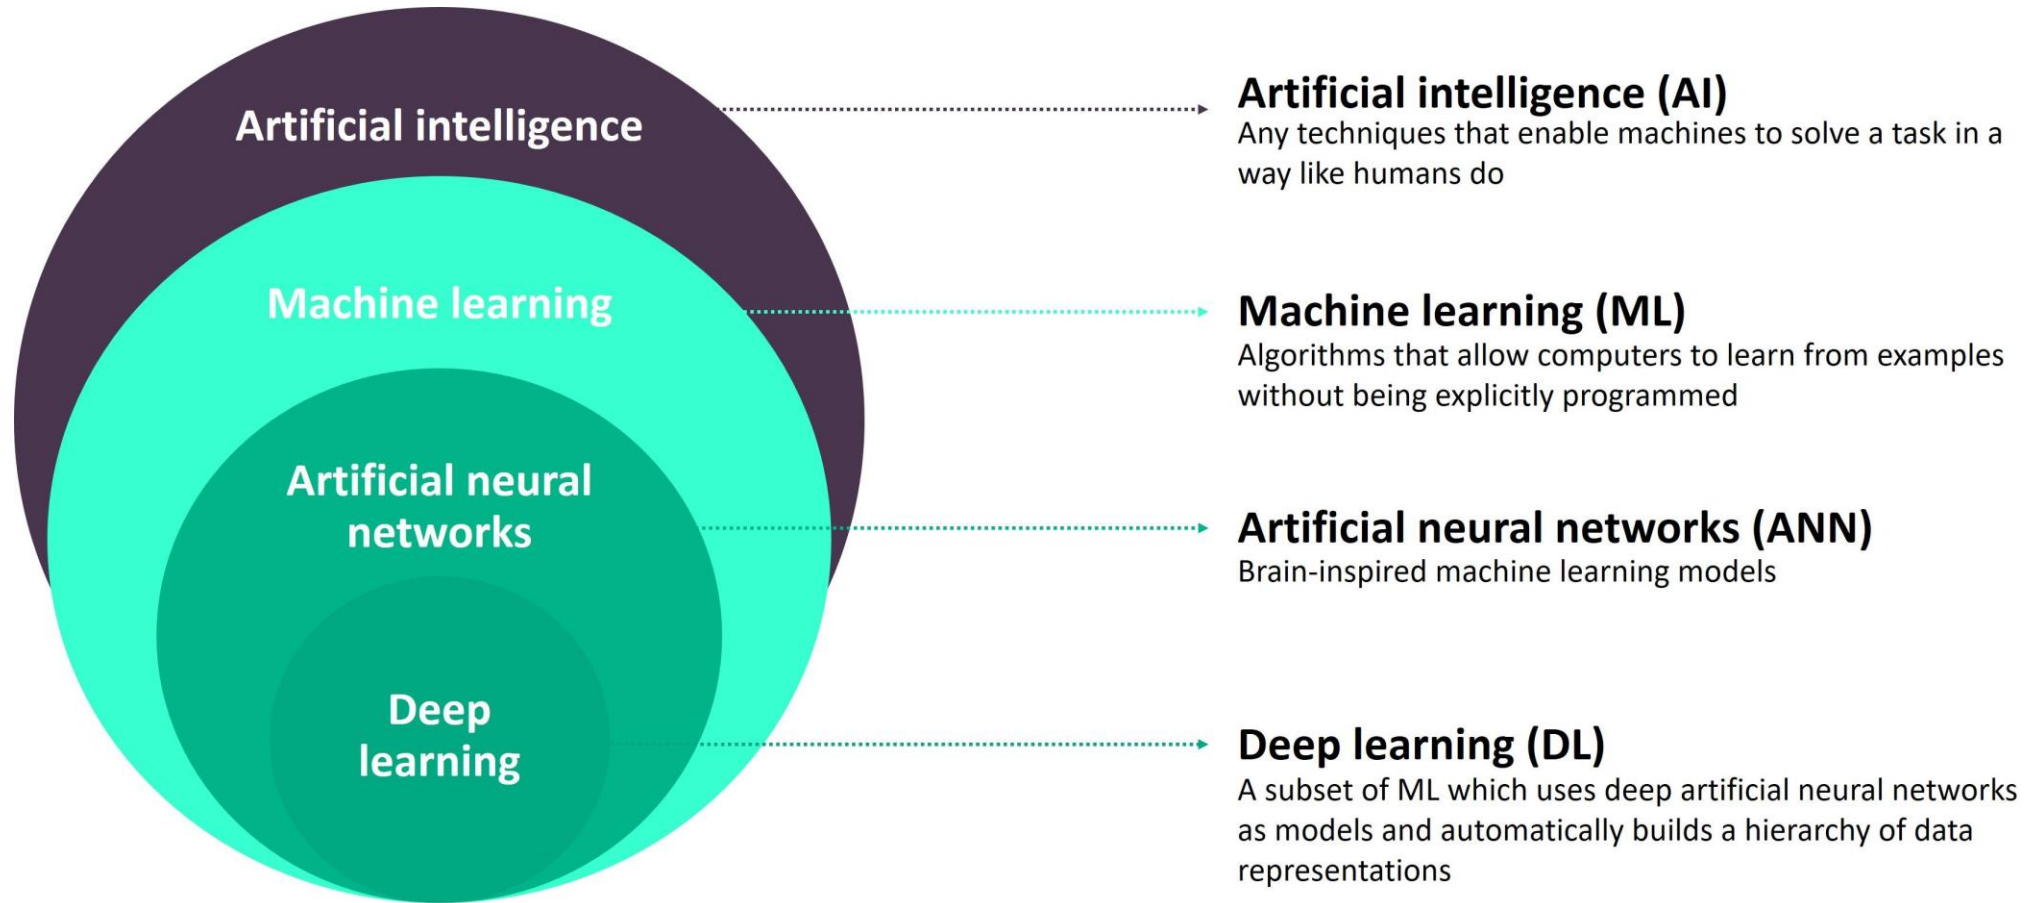 Artificial intelligence
Machine learning
Artificial neural
networks
Deep
learning
Artificial intelligence (AI)
Any techniques that enable machines to solve a task in a
way like humans do
Machine learning (ML)
Algorithms that allow computers to learn from examples
without being explicitly programmed
Artificial neural networks (ANN)
Brain-inspired machine learning models
Deep learning (DL)
A subset of ML which uses deep artificial neural networks
as models and automatically builds a hierarchy of data
representations